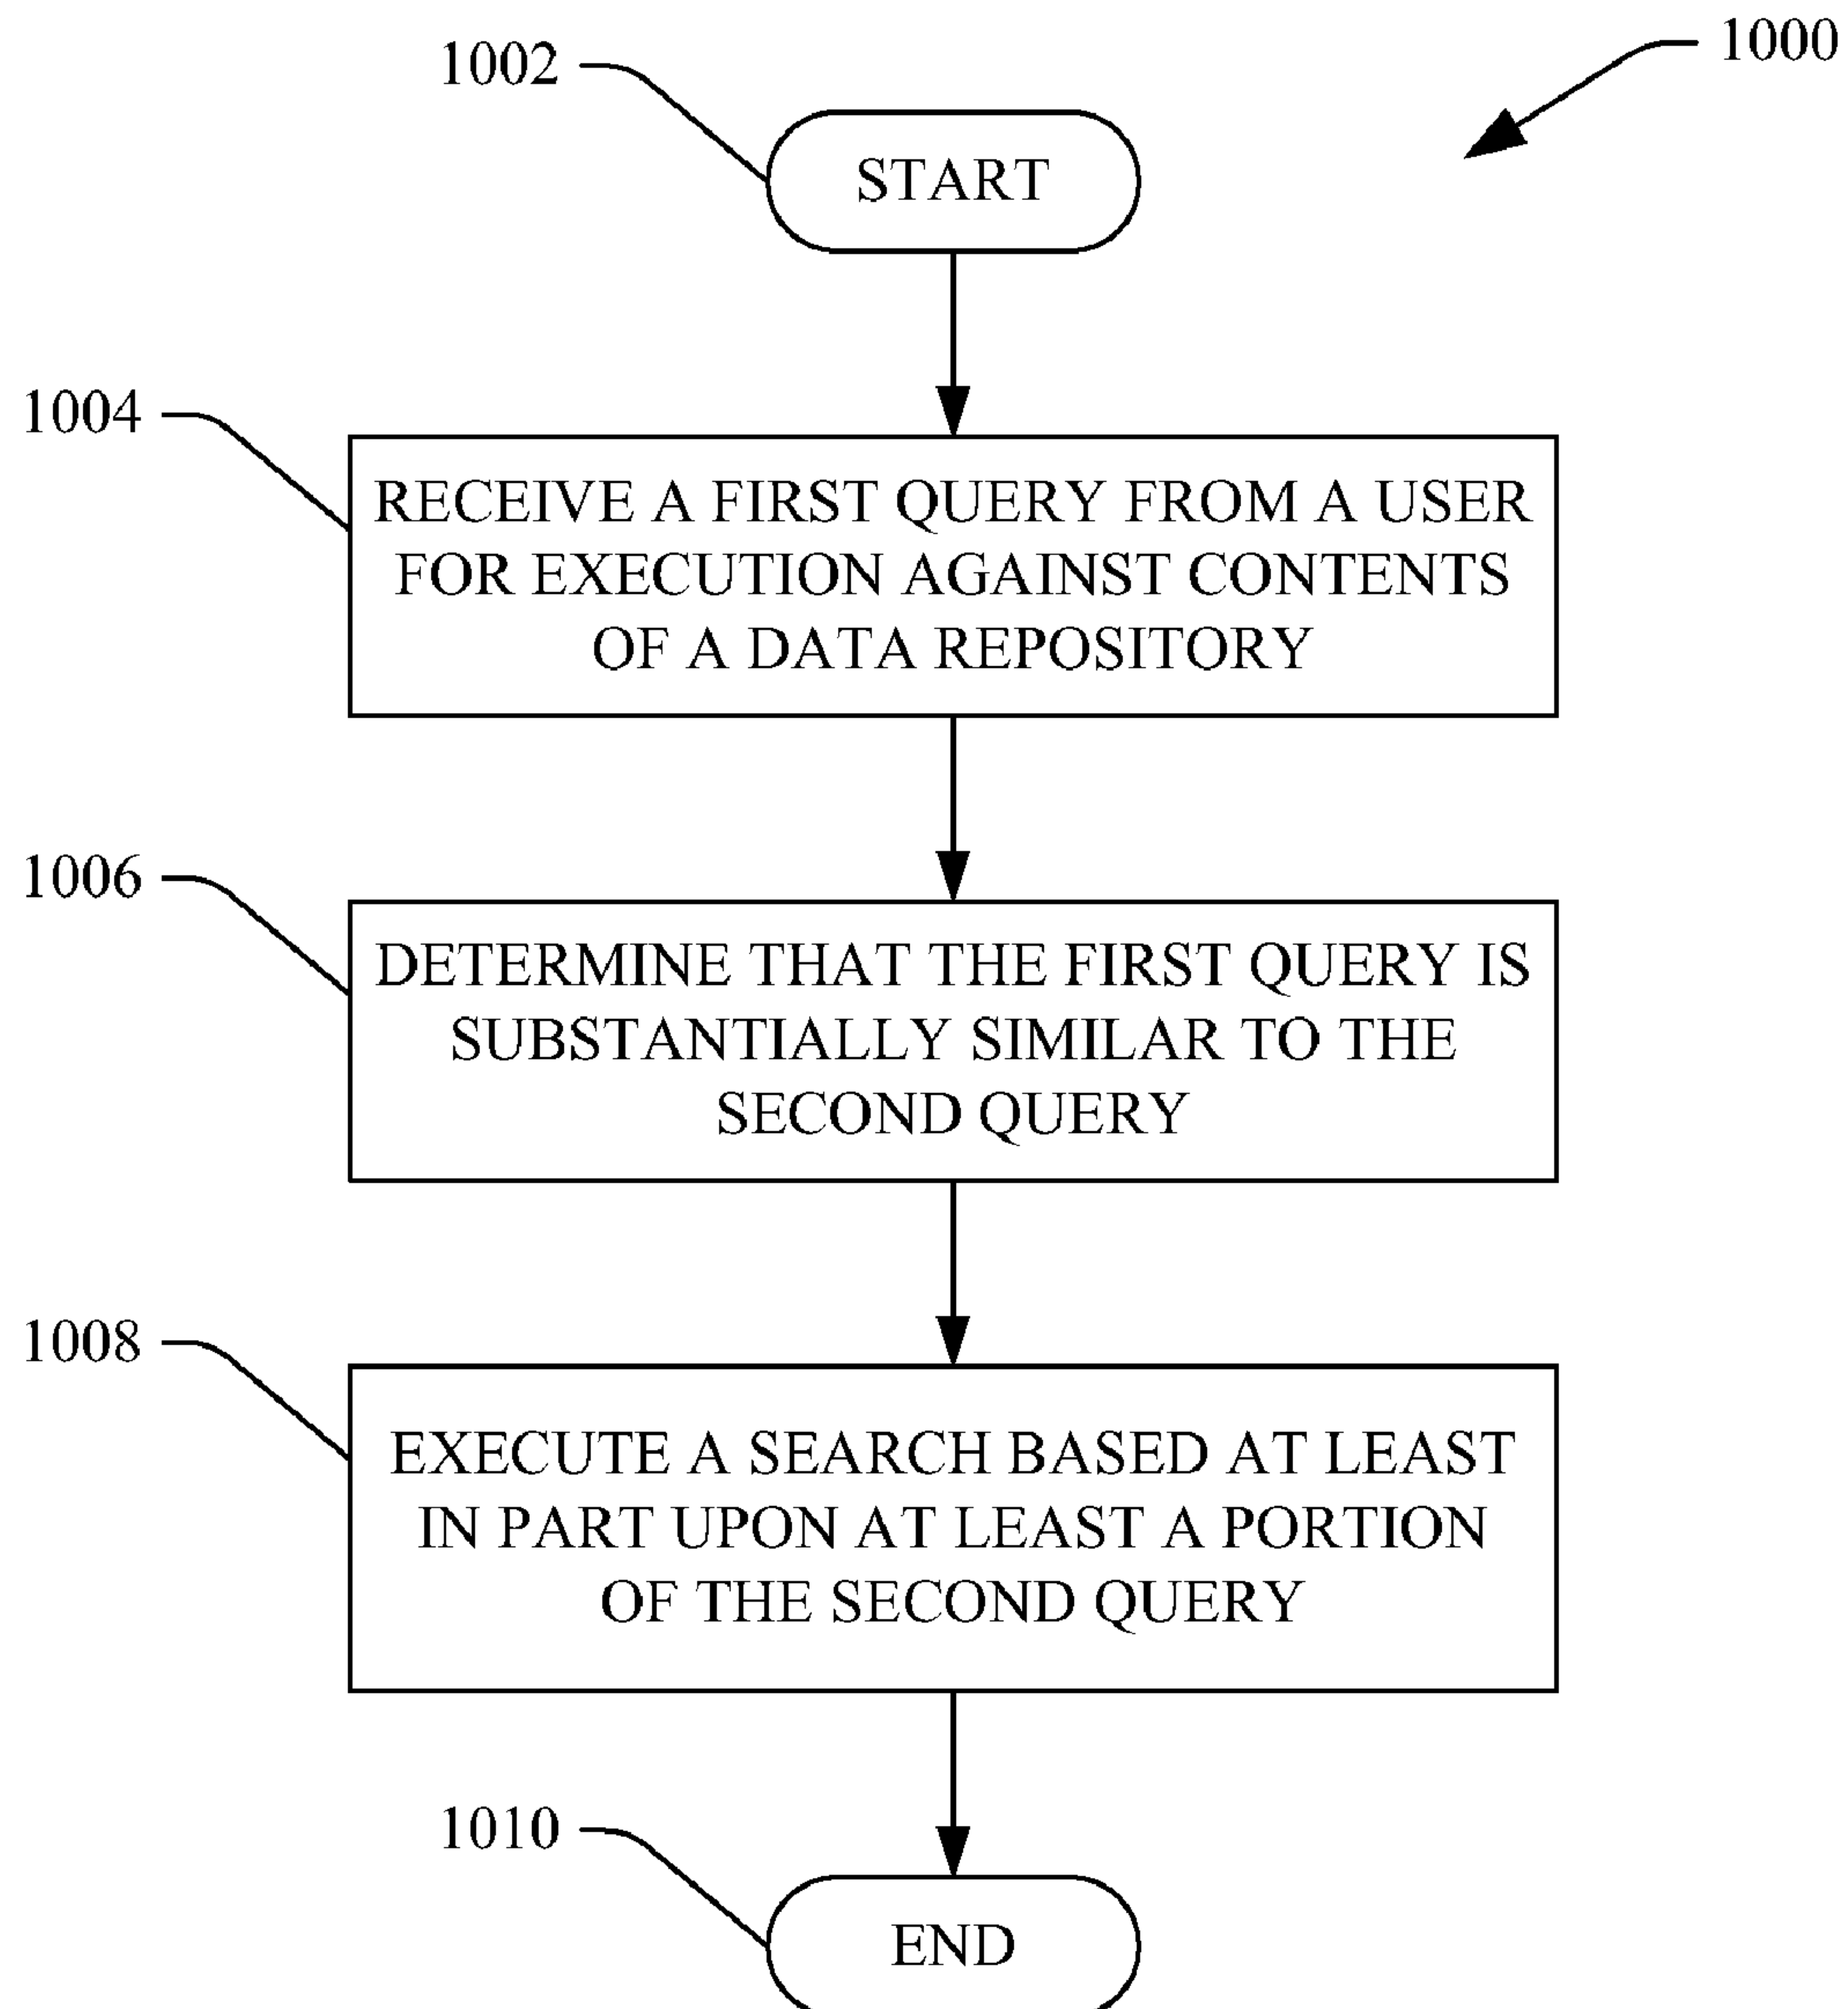 1000
1002
START
1004
RECEIVE A FIRST QUERY FROM A USER
FOR EXECUTION AGAINST CONTENTS
OF A DATA REPOSITORY
1006
DETERMINE THAT THE FIRST QUERY IS
SUBSTANTIALLY SIMILAR TO THE
SECOND QUERY
1008
EXECUTE A SEARCH BASED AT LEAST
IN PART UPON AT LEAST A PORTION
OF THE SECOND QUERY
1010
END